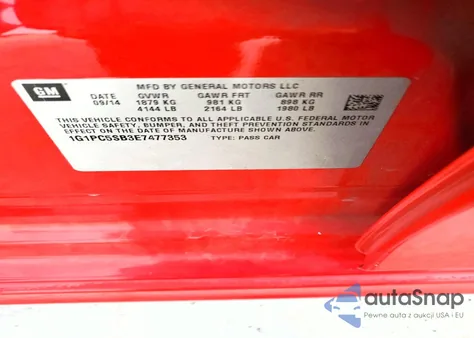 GM
MFD BY GENERAL MOTORS LLC
DATE GVWR GAWR FRT GAWR RR
09/14 1879 KG 981 KG 898 KG
4144 LB 2164 LB 1980 LB
THIS VEHICLE CONFORMS TO ALL APPLICABLE U.S. FEDERAL MOTOR
VEHICLE SAFETY, BUMPER, AND THEFT PREVENTION STANDARDS IN
EFFECT ON THE DATE OF MANUFACTURE SHOWN ABOVE.
1G1PC5SB3E7477353 TYPE: PASS CAR
autoSnap
Pewne auta z aukcji USA i EU